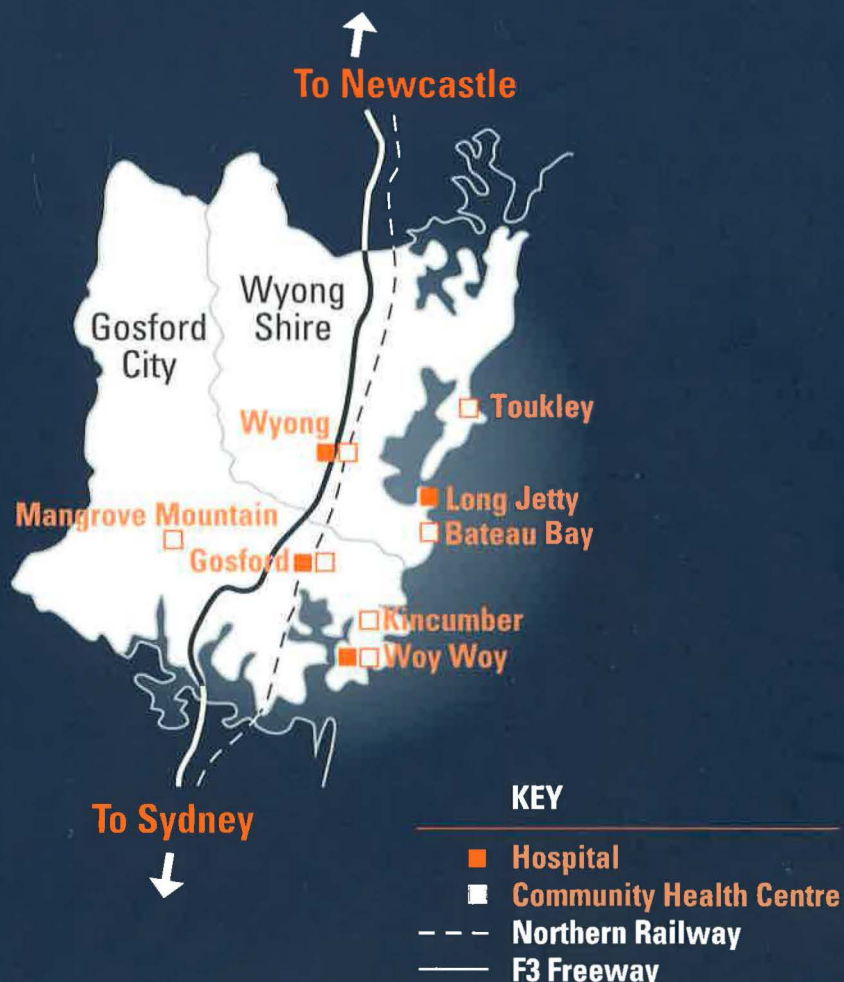 To Newcastle
Wyong
Shire
Gosford
City
Toukley
Wyong
Long Jetty
Mangrove Mountain
Bateau Bay
Gosford
Kincumber
Woy Woy
To Sydney
KEY
Hospital
Community Health Centre
Northern Railway
F3 Freeway